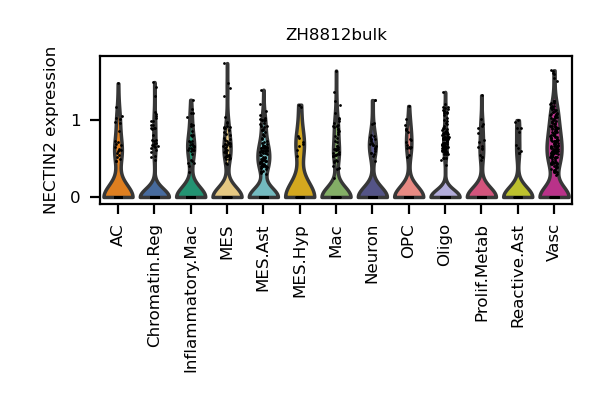 ZH8812bulk
NECTIN2 expression
1
0
AC
Chromatin.Reg
Inflammatory.Mac
MES
MES.Ast
MES.Hyp
Mac
Neuron
OPC
Oligo
Prolif.Metab
Reactive.Ast
Vasc